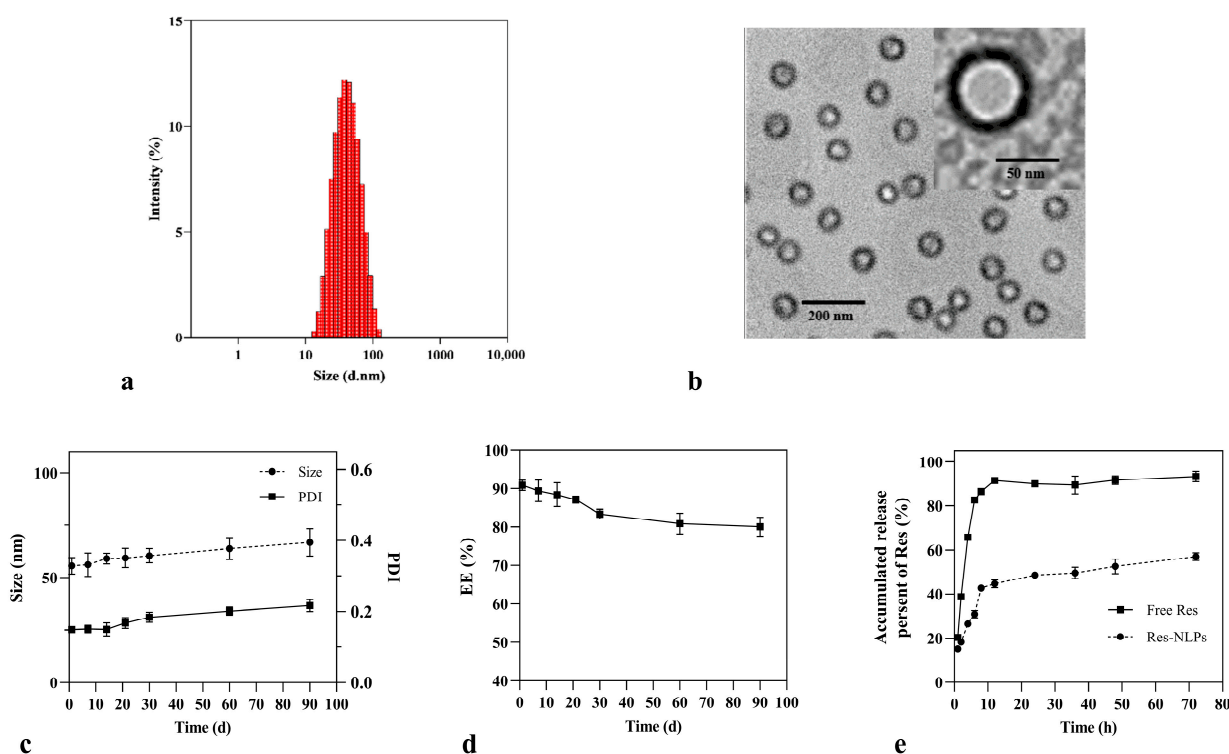 15
10
5
0
Intensity (%)
1
10
100
1000
10,000
Size (d.nm)
a
50 nm
200 nm
b
100
50
0
Size (nm)
Size
PDI
0.6
0.4
0.2
0.0
PDI
0 10 20 30 40 50 60 70 80 90 100
Time (d)
c
100
90
80
70
60
50
40
EE (%)
0 10 20 30 40 50 60 70 80 90 100
Time (d)
d
100
80
60
40
20
0
Accumulated release
persent of Res (%)
Free Res
Res-NLPs
0 10 20 30 40 50 60 70 80
Time (h)
e